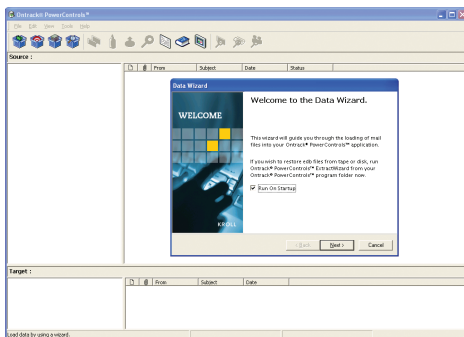 Ontrack® PowerControls™
File Edit View Tools Help
Source :
From Subject Date Status
Data Wizard
WELCOME
KROLL
Welcome to the Data Wizard.
This wizard will guide you through the loading of mail
files into your Ontrack® PowerControls™ application.
If you wish to restore edb files from tape or disk, run
Ontrack® PowerControls™ ExtractWizard from your
Ontrack® PowerControls™ program folder now.
Run On Startup
< Back Next > Cancel
Target :
From Subject Date
Load data by using a wizard.